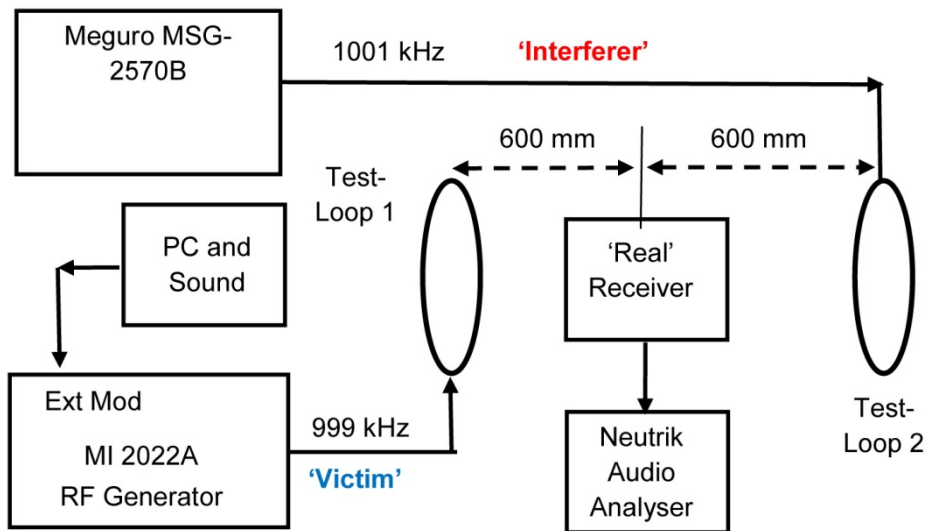 Meguro MSG-
2570B
1001 kHz
‘Interferer’
600 mm
600 mm
Test-
Loop 1
PC and
Sound
‘Real’
Receiver
Ext Mod
MI 2022A
RF Generator
999 kHz
‘Victim’
Neutrik
Audio
Analyser
Test-
Loop 2